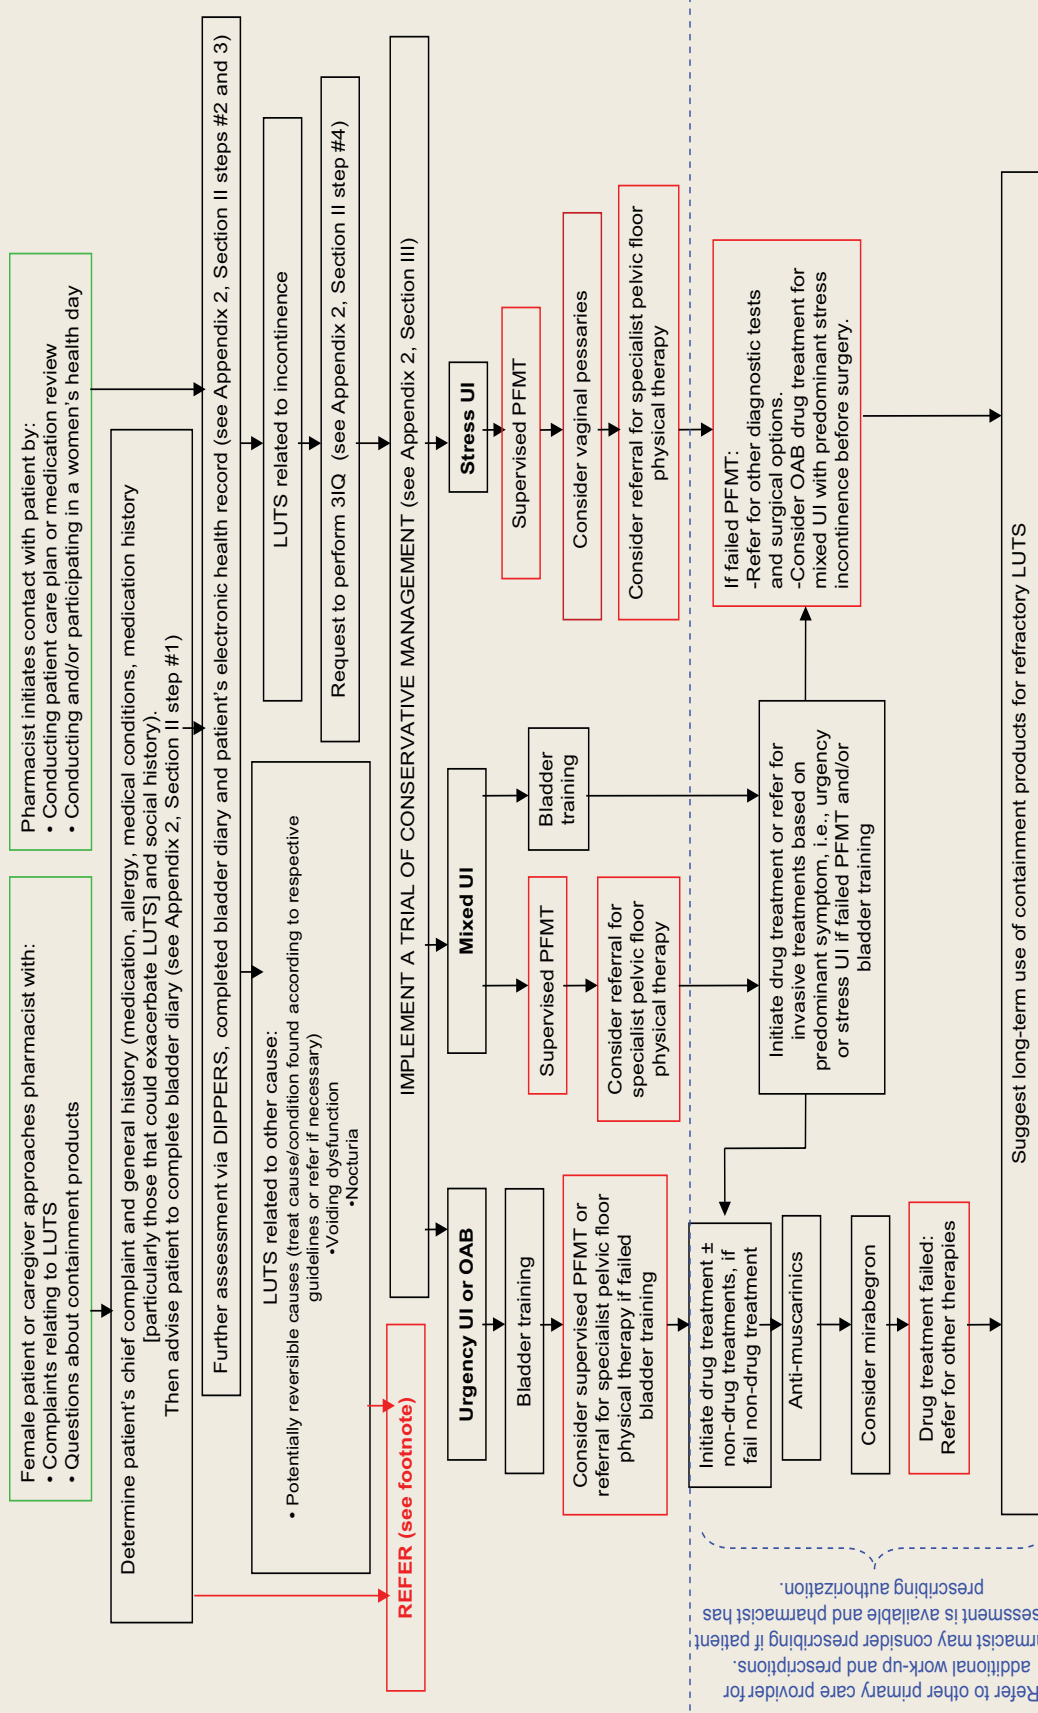 Female patient or caregiver approaches pharmacist with:
• Complaints relating to LUTS
• Questions about containment products
Pharmacist initiates contact with patient by:
• Conducting patient care plan or medication review
• Conducting and/or participating in a women's health day
Determine patient's chief complaint and general history (medication, allergy, medical conditions, medication history
[particularly those that could exacerbate LUTS] and social history).
Then advise patient to complete bladder diary (see Appendix 2, Section II step #1)
Further assessment via DIPPERS, completed bladder diary and patient's electronic health record (see Appendix 2, Section II steps #2 and 3)
LUTS related to other cause:
• Potentially reversible causes (treat cause/condition found according to respective
guidelines or refer if necessary)
•Voiding dysfunction
•Nocturia
LUTS related to incontinence
Request to perform 3IQ (see Appendix 2, Section II step #4)
REFER (see footnote)
IMPLEMENT A TRIAL OF CONSERVATIVE MANAGEMENT (see Appendix 2, Section III)
Urgency UI or OAB
Bladder training
Consider supervised PFMT or
referral for specialist pelvic floor
physical therapy if failed
bladder training
Mixed UI
Supervised PFMT
Consider referral for
specialist pelvic floor
physical therapy
Bladder
training
Stress UI
Supervised PFMT
Consider vaginal pessaries
Consider referral for specialist pelvic floor
physical therapy
Initiate drug treatment ±
non-drug treatments, if
fail non-drug treatment
Anti-muscarinics
Consider mirabegron
Drug treatment failed:
Refer for other therapies
Initiate drug treatment or refer for
invasive treatments based on
predominant symptom, i.e., urgency
or stress UI if failed PFMT and/or
bladder training
If failed PFMT:
-Refer for other diagnostic tests
and surgical options.
-Consider OAB drug treatment for
mixed UI with predominant stress
incontinence before surgery.
Suggest long-term use of containment products for refractory LUTS
Refer to other primary care provider for
additional work-up and prescriptions.
may consider prescribing if patient
is available and pharmacist has
prescribing authorization.